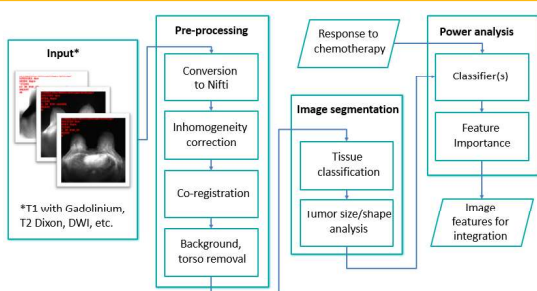 Input*
*T1 with Gadolinium,
T2 Dixon, DWI, etc.
Pre-processing
Conversion
to Nifti
Inhomogeneity
correction
Co-registration
Background,
torso removal
Image segmentation
Tissue
classification
Tumor size/shape
analysis
Response to
chemotherapy
Power analysis
Classifier(s)
Feature
Importance
Image
features for
integration